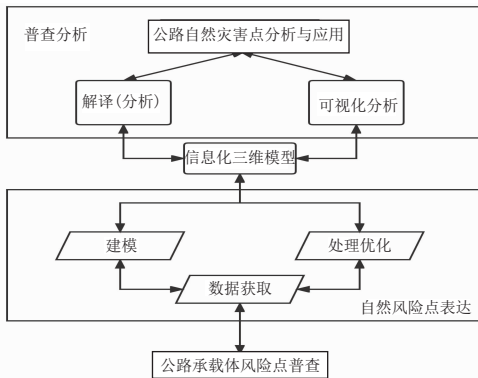 普查分析
公路自然灾害点分析与应用
解译(分析)
可视化分析
信息化三维模型
建模
处理优化
数据获取
自然风险点表达
公路承载体风险点普查